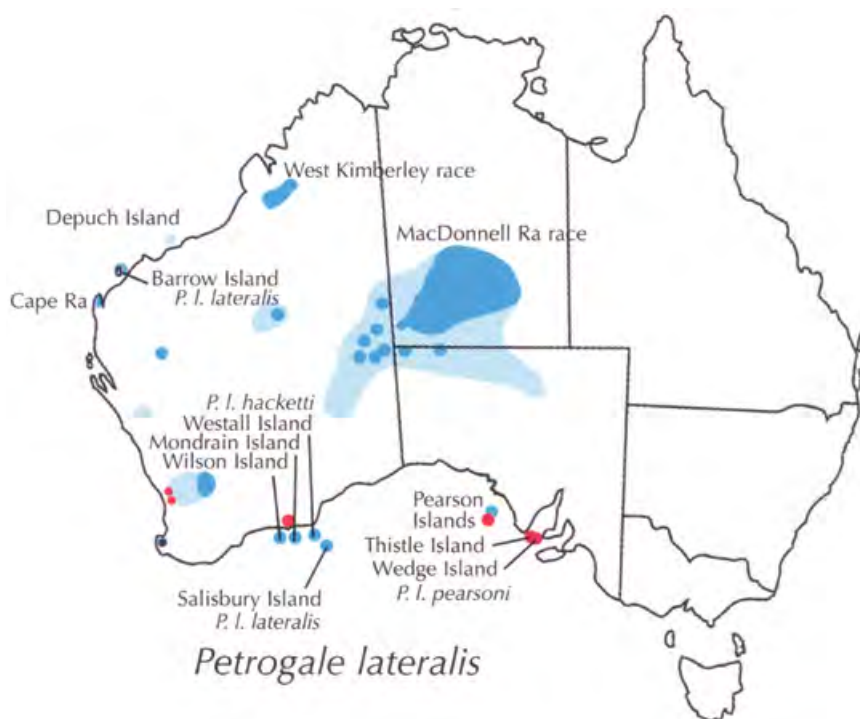 West Kimberley race
Depuch Island
MacDonnell Ra race
Barrow Island
P. l. lateralis
Cape Ra
P. l. hacketti
Westall Island
Mondrain Island
Wilson Island
Pearson
Islands
Thistle Island
Wedge Island
P. l. pearsoni
Salisbury Island
P. l. lateralis
Petrogale lateralis